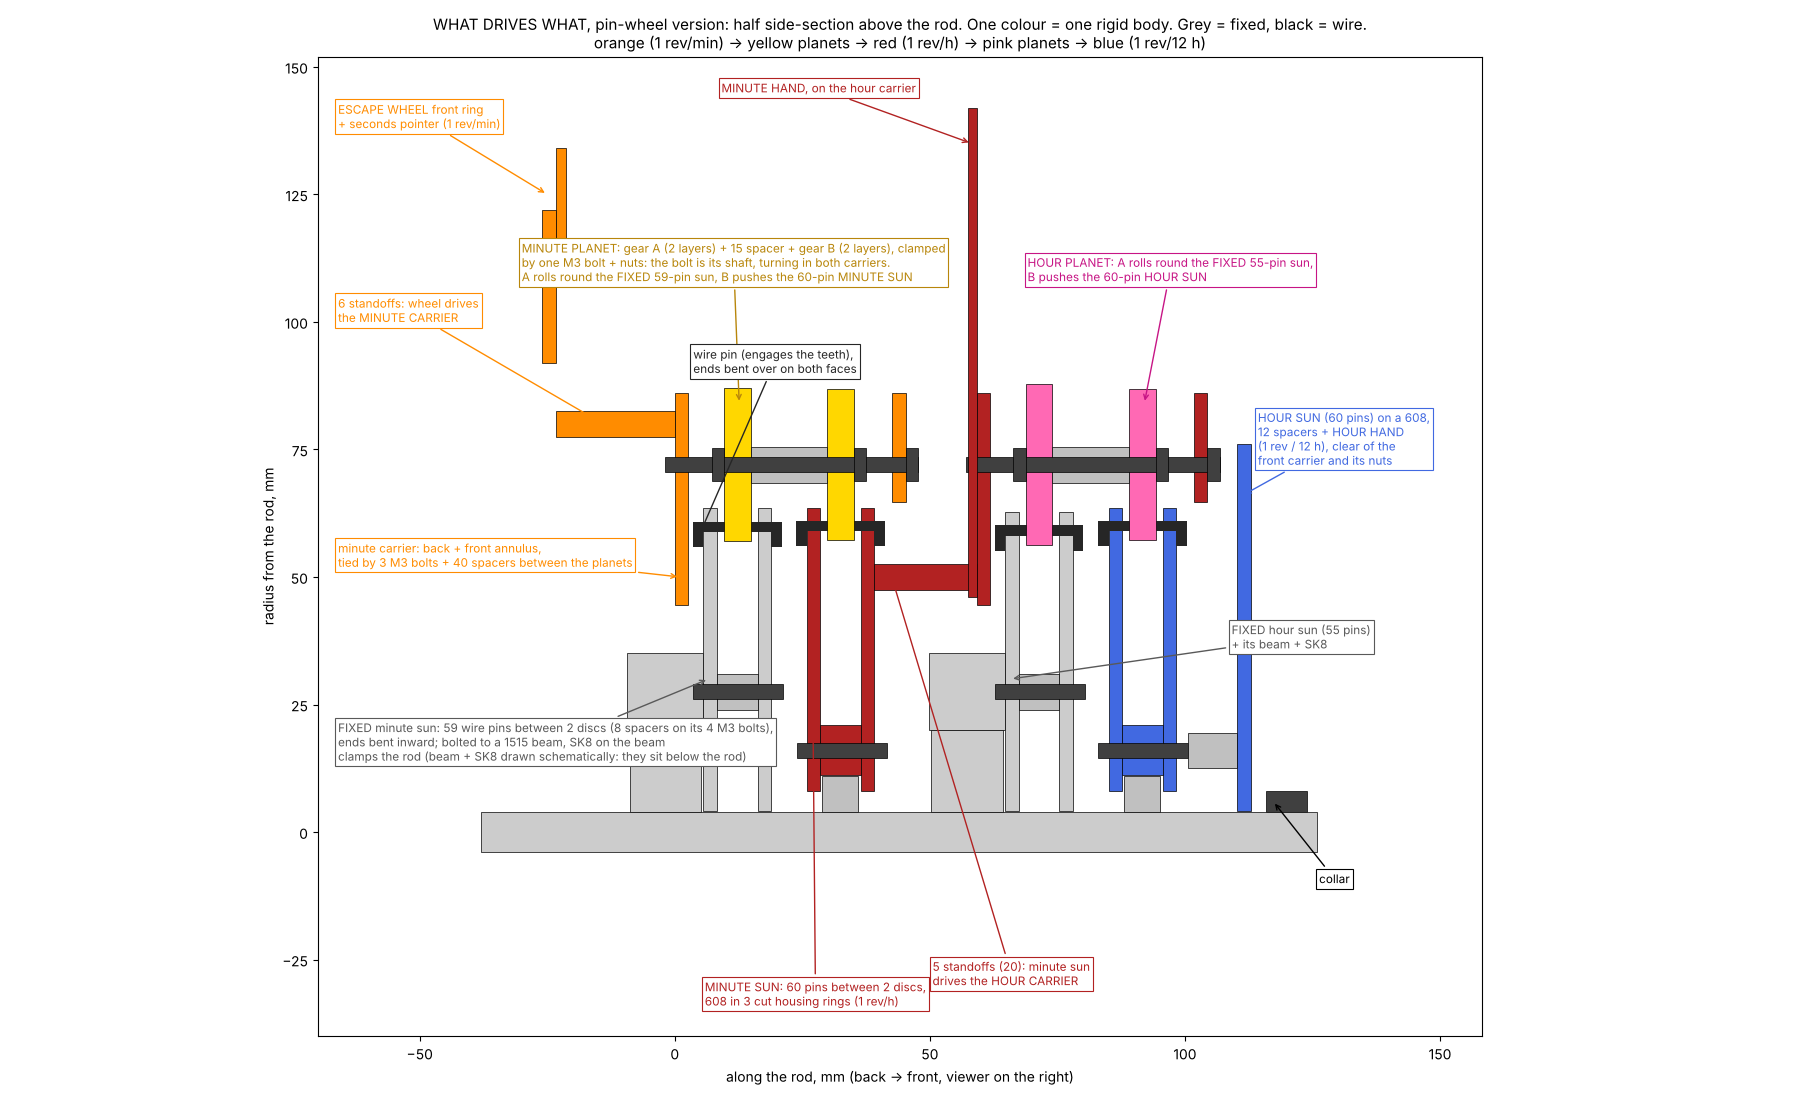 WHAT DRIVES WHAT, pin-wheel version: half side-section above the rod. One colour = one rigid body. Grey = fixed, black = wire.
orange (1 rev/min) → yellow planets → red (1 rev/h) → pink planets → blue (1 rev/12 h)
150
125
100
75
50
25
0
−25
radius from the rod, mm
ESCAPE WHEEL front ring
+ seconds pointer (1 rev/min)
MINUTE HAND, on the hour carrier
MINUTE PLANET: gear A (2 layers) + 15 spacer + gear B (2 layers), clamped
by one M3 bolt + nuts: the bolt is its shaft, turning in both carriers.
A rolls round the FIXED 59-pin sun, B pushes the 60-pin MINUTE SUN
HOUR PLANET: A rolls round the FIXED 55-pin sun,
B pushes the 60-pin HOUR SUN
6 standoffs: wheel drives
the MINUTE CARRIER
wire pin (engages the teeth),
ends bent over on both faces
HOUR SUN (60 pins) on a 608,
12 spacers + HOUR HAND
(1 rev / 12 h), clear of the
front carrier and its nuts
minute carrier: back + front annulus,
tied by 3 M3 bolts + 40 spacers between the planets
FIXED hour sun (55 pins)
+ its beam + SK8
FIXED minute sun: 59 wire pins between 2 discs (8 spacers on its 4 M3 bolts),
ends bent inward; bolted to a 1515 beam, SK8 on the beam
clamps the rod (beam + SK8 drawn schematically: they sit below the rod)
collar
5 standoffs (20): minute sun
drives the HOUR CARRIER
MINUTE SUN: 60 pins between 2 discs,
608 in 3 cut housing rings (1 rev/h)
−50
0
50
100
150
along the rod, mm (back → front, viewer on the right)